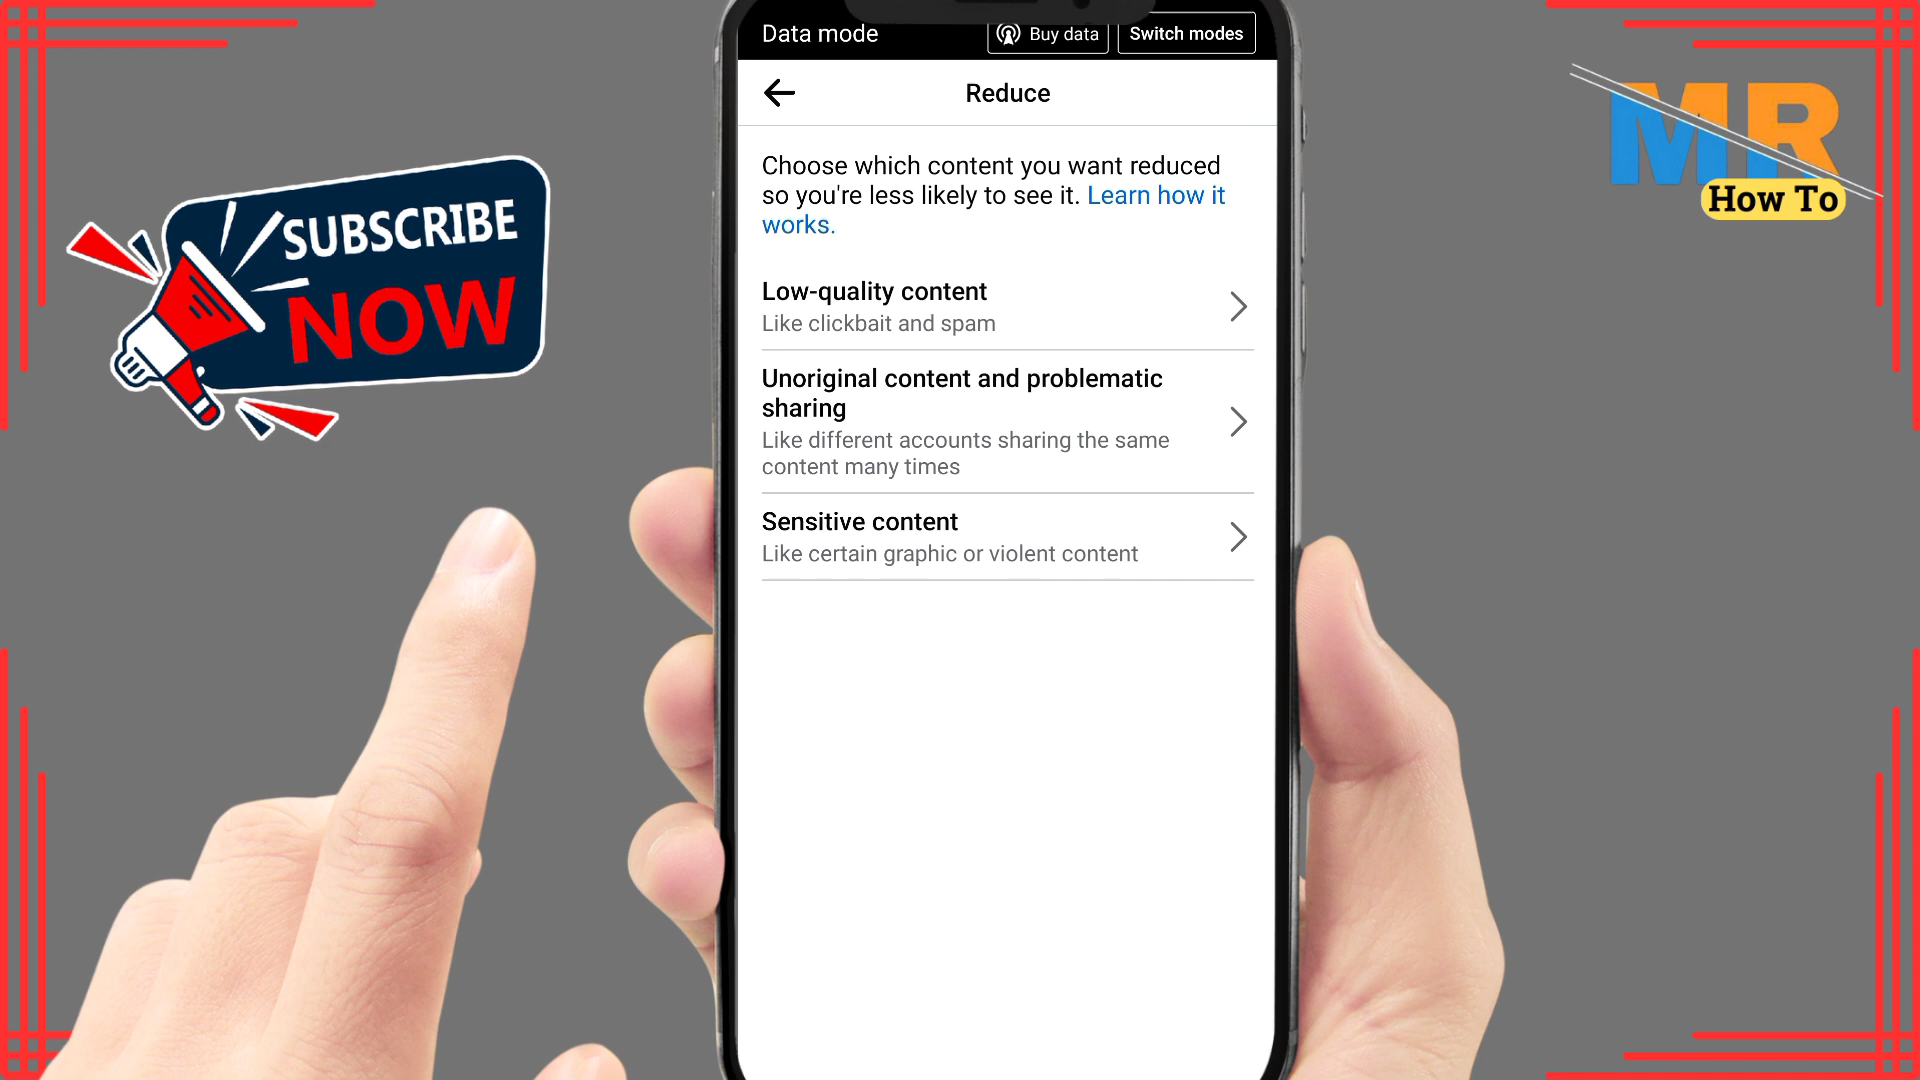 Data mode
Buy data
Switch modes
Reduce
Choose which content you want reduced
so you're less likely to see it. Learn how it
works.
Low-quality content
Like clickbait and spam
Unoriginal content and problematic
sharing
Like different accounts sharing the same
content many times
Sensitive content
Like certain graphic or violent content
SUBSCRIBE
NOW
MR
How To